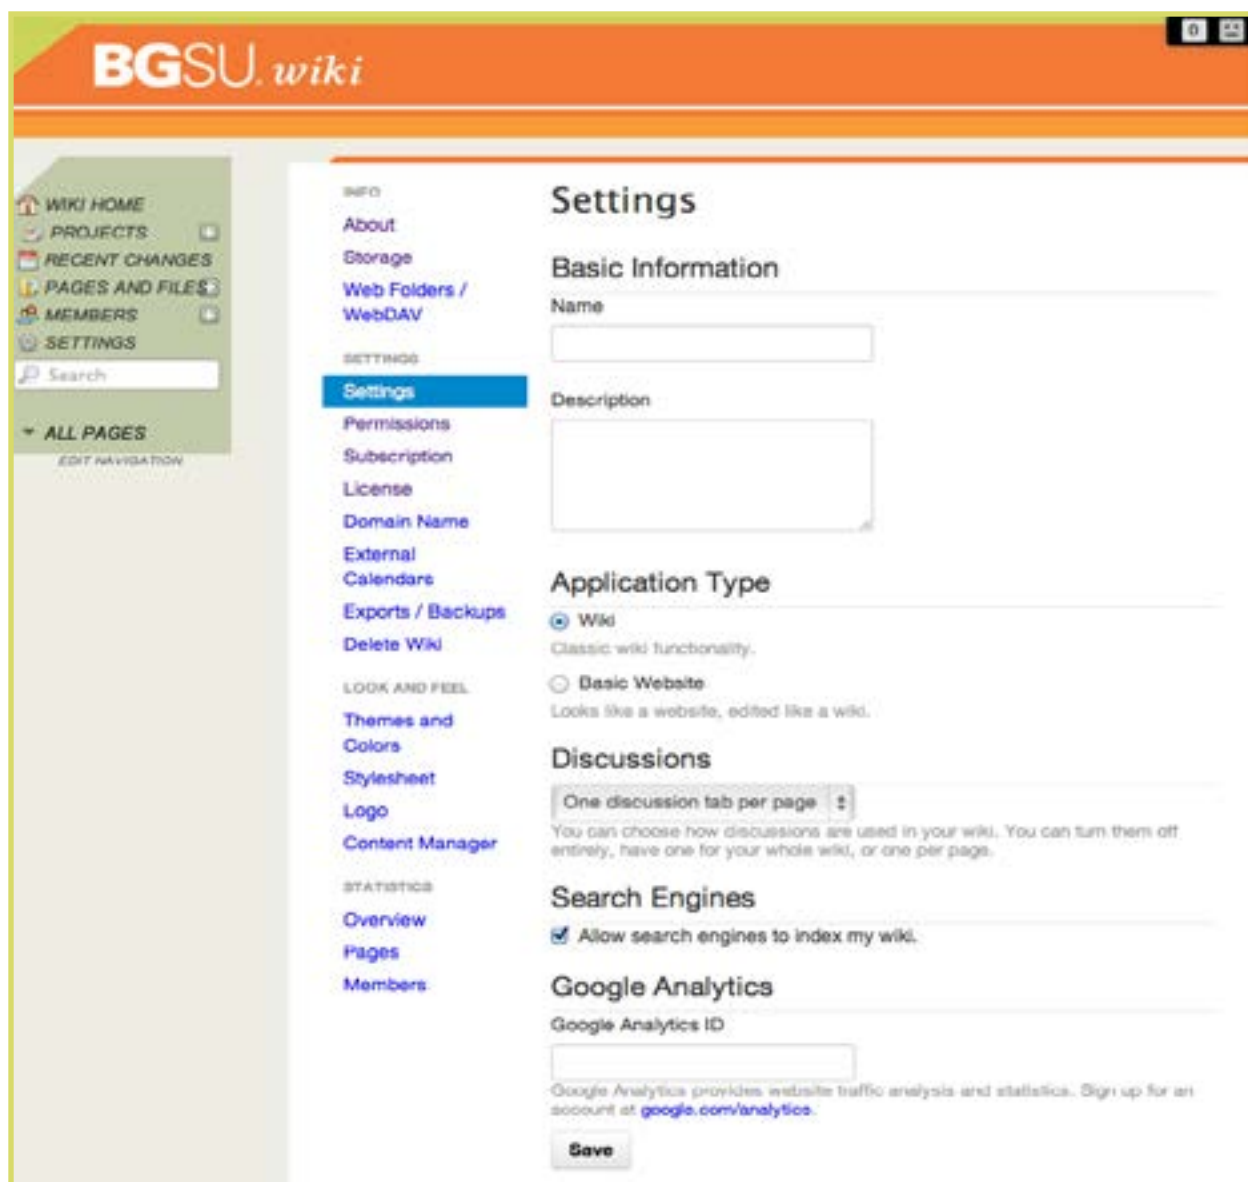 BGSU. wiki
0
WIKI HOME
PROJECTS
RECENT CHANGES
PAGES AND FILES
MEMBERS
SETTINGS
Search
ALL PAGES
EDIT NAVIGATION
INFO
About
Storage
Web Folders /
WebDAV
SETTINGS
Settings
Permissions
Subscription
License
Domain Name
External
Calendars
Exports / Backups
Delete Wiki
LOOK AND FEEL
Themes and
Colors
Stylesheet
Logo
Content Manager
STATISTICS
Overview
Pages
Members
Settings
Basic Information
Name
Description
Application Type
Wiki
Classic wiki functionality.
Basic Website
Looks like a website, edited like a wiki.
Discussions
One discussion tab per page
You can choose how discussions are used in your wiki. You can turn them off
entirely, have one for your whole wiki, or one per page.
Search Engines
Allow search engines to index my wiki.
Google Analytics
Google Analytics ID
Google Analytics provides website traffic analysis and statistics. Sign up for an
account at google.com/analytics.
Save